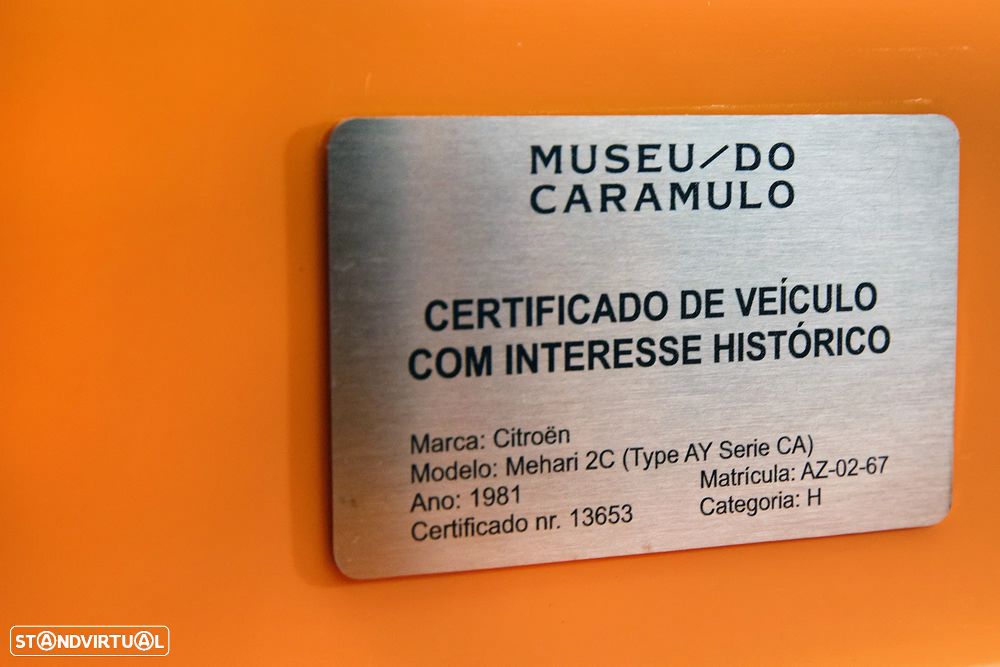 MUSEU/DO
CARAMULO
CERTIFICADO DE VEÍCULO
COM INTERESSE HISTÓRICO
Marca: Citroën
Modelo: Mehari 2C (Type AY Serie CA)
Ano: 1981 Matrícula: AZ-02-67
Certificado nr. 13653 Categoria: H
STANDVIRTUAL